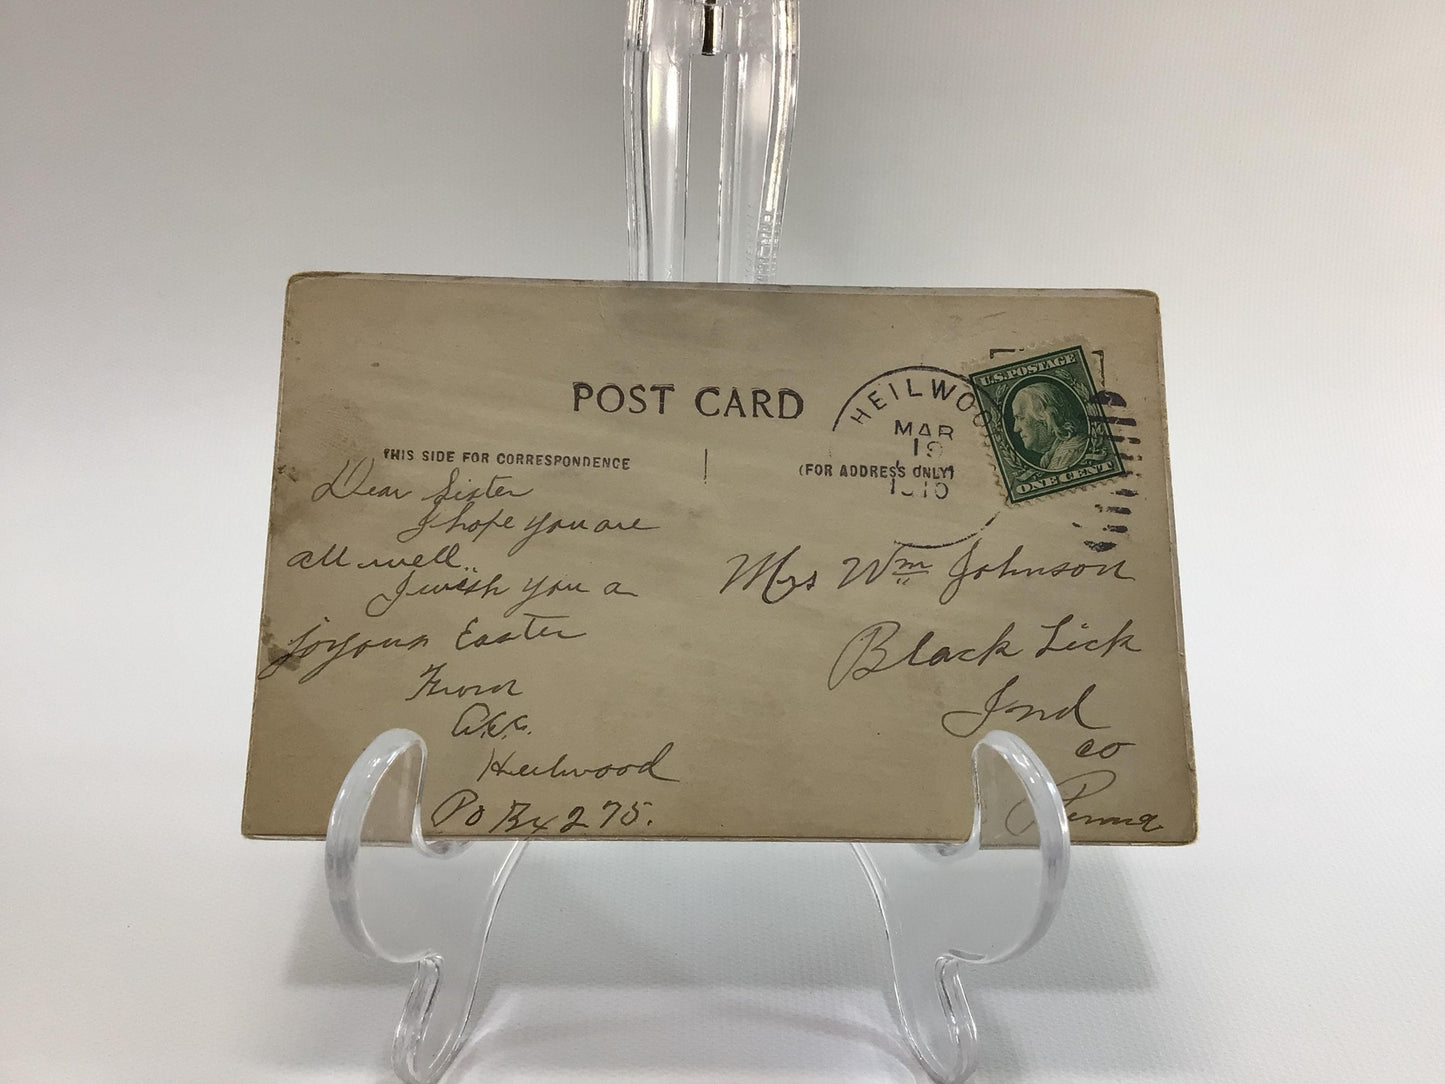 POST CARD
THIS SIDE FOR CORRESPONDENCE
(FOR ADDRESS ONLY)
HEILWOOD
MAR
19
U.S. POSTAGE
ONE CENT
Dear Sister
I hope you are
all well..
I wish you a
joyous Easter
From
Heilwood
PO Bx 275.
Mrs Wm Johnson
Black Lick
Ind
co
Penna